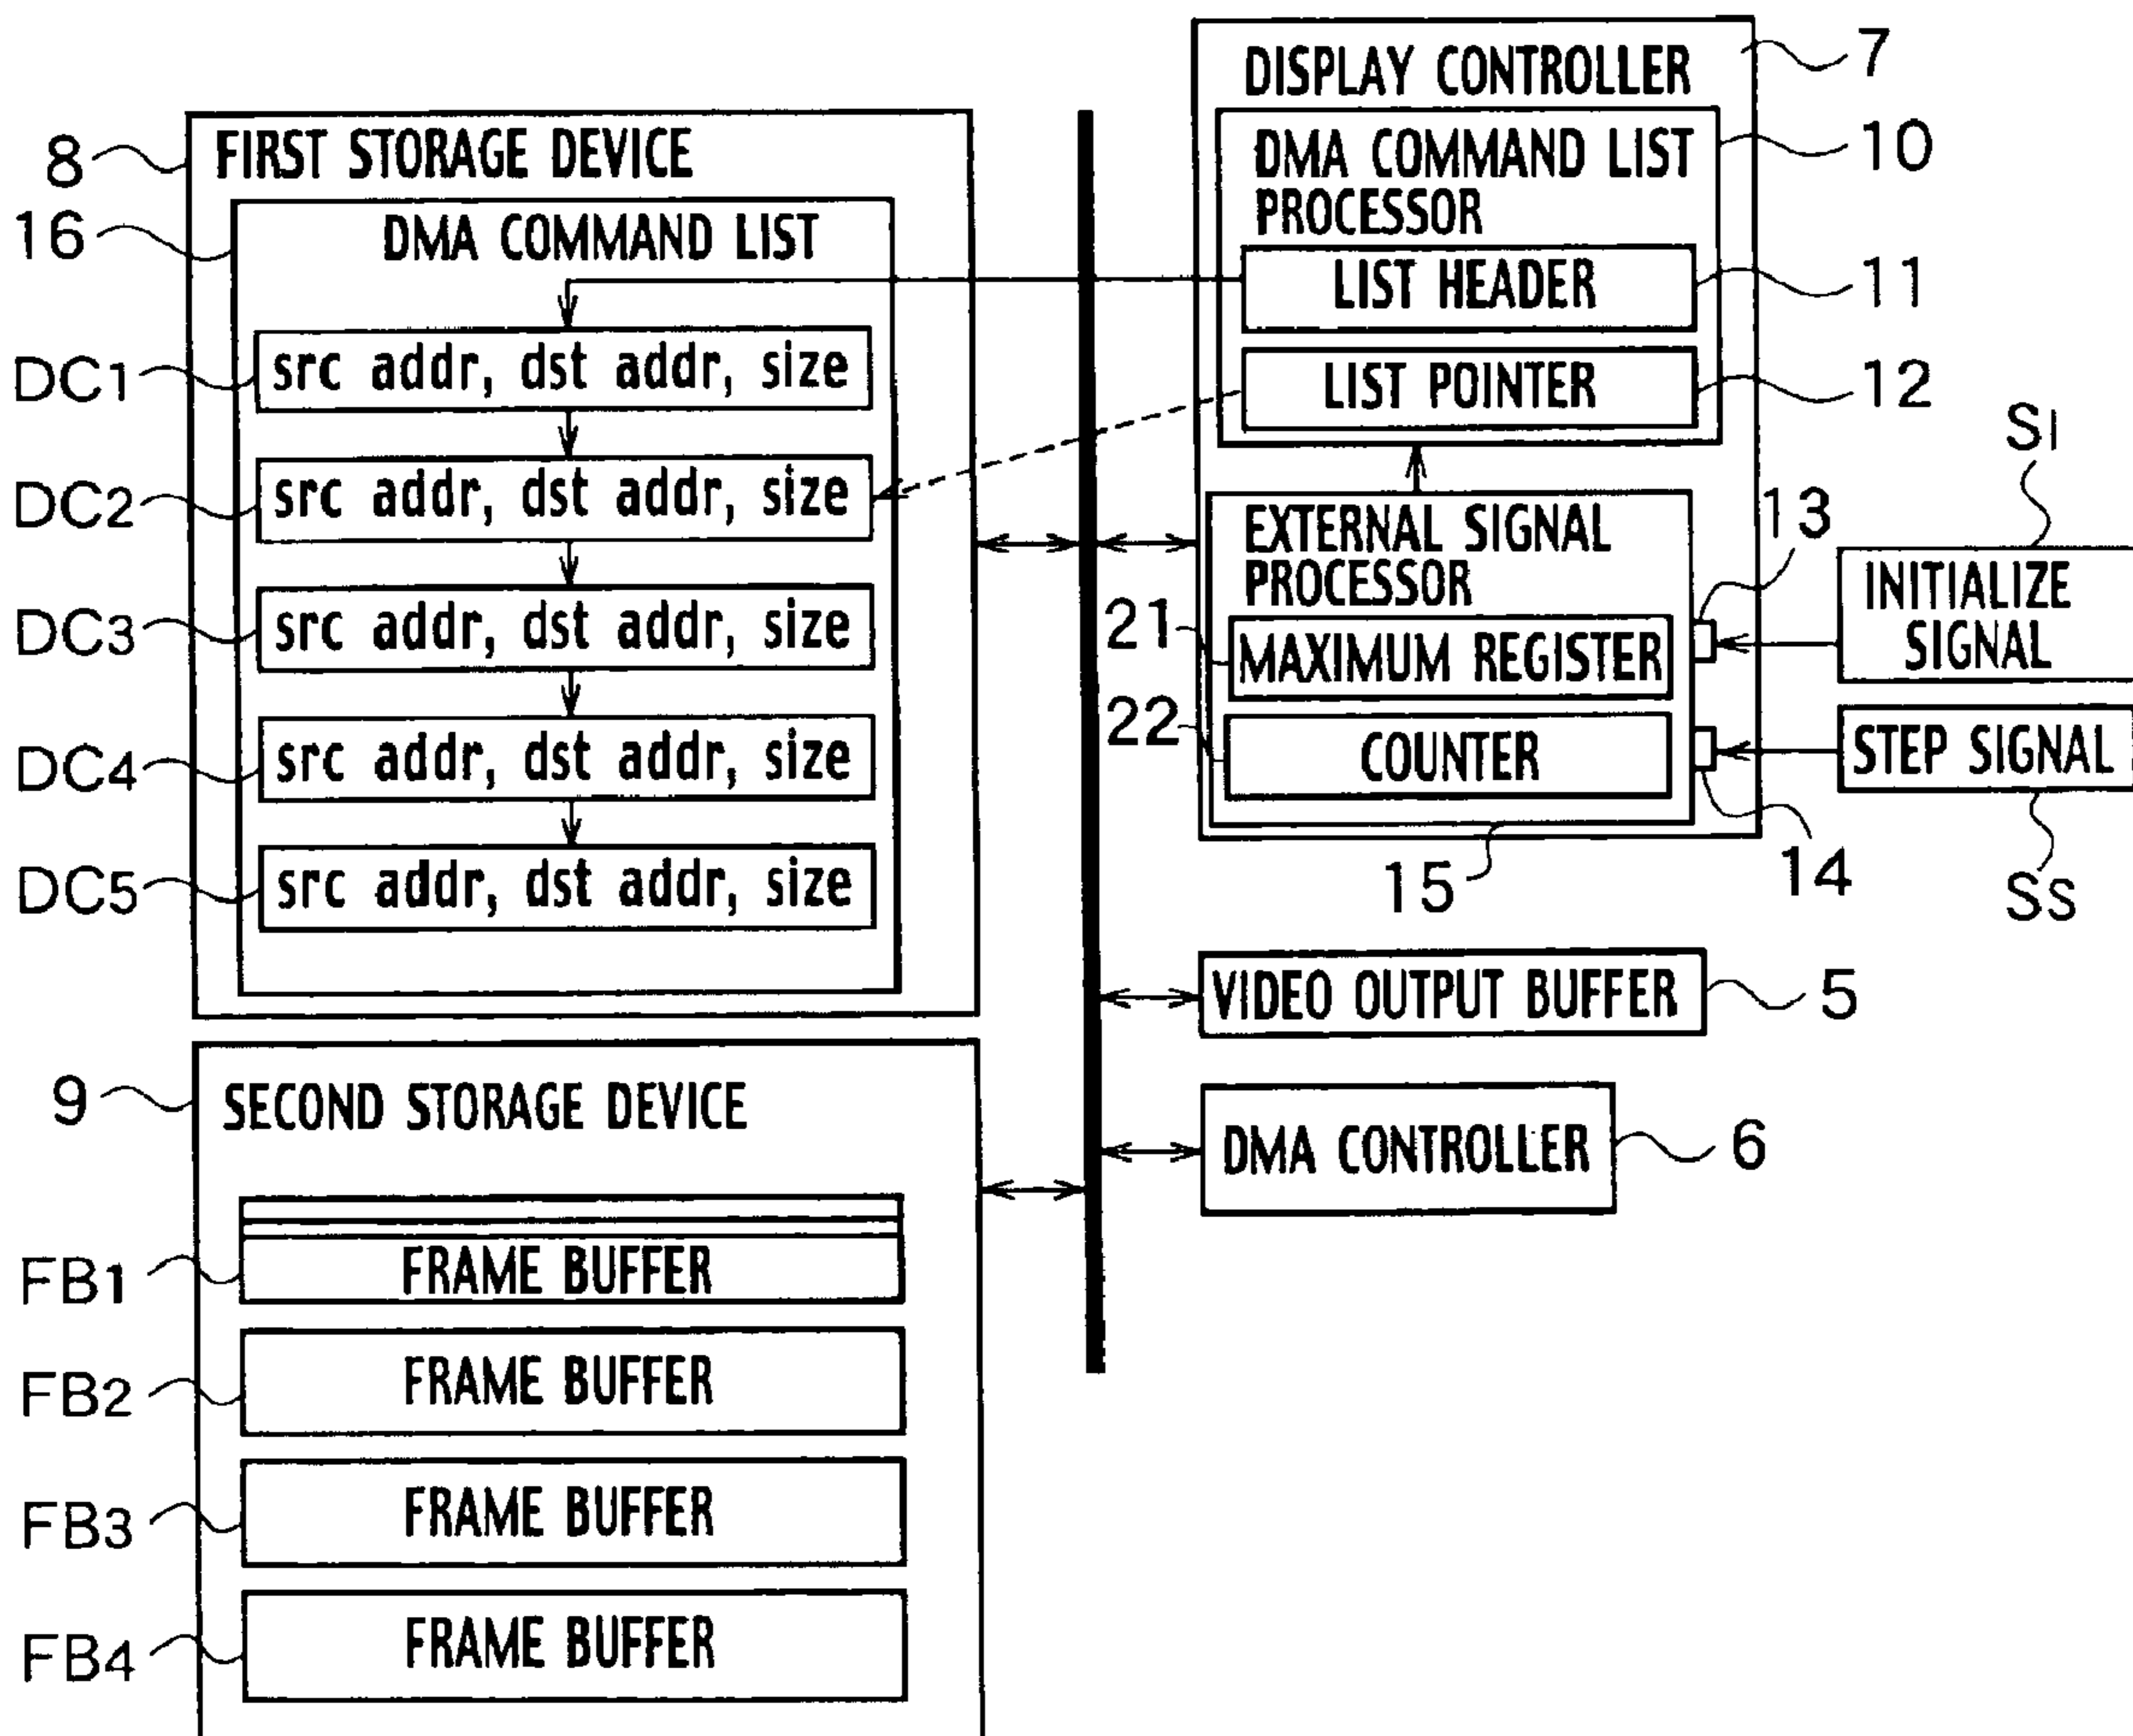 8
FIRST STORAGE DEVICE
16
DMA COMMAND LIST
DC1
src addr, dst addr, size
DC2
src addr, dst addr, size
DC3
src addr, dst addr, size
DC4
src addr, dst addr, size
DC5
src addr, dst addr, size
9
SECOND STORAGE DEVICE
FB1
FRAME BUFFER
FB2
FRAME BUFFER
FB3
FRAME BUFFER
FB4
FRAME BUFFER
DISPLAY CONTROLLER
7
DMA COMMAND LIST
PROCESSOR
10
LIST HEADER
11
LIST POINTER
12
EXTERNAL SIGNAL
PROCESSOR
13
21
MAXIMUM REGISTER
22
COUNTER
15
14
SI
INITIALIZE
SIGNAL
STEP SIGNAL
SS
VIDEO OUTPUT BUFFER
5
DMA CONTROLLER
6